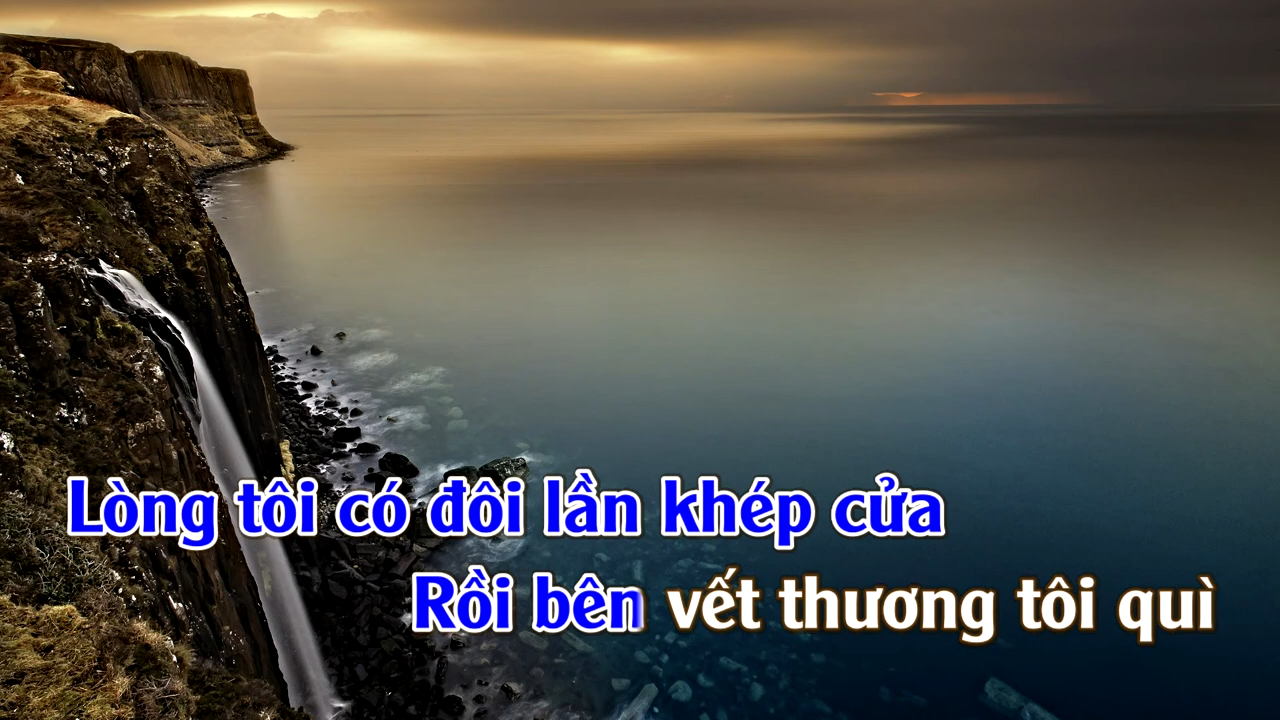 Lòng tôi có đôi lần khép cửa
Rồi bên vết thương tôi quì